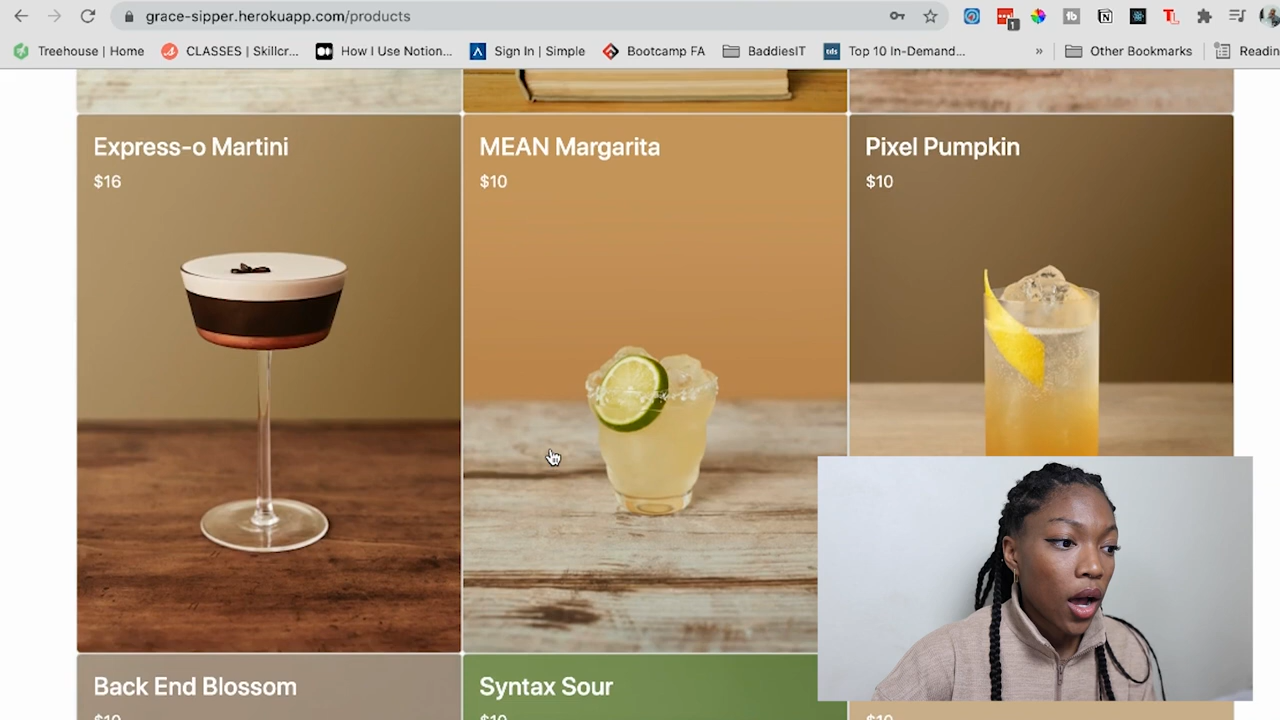 grace-sipper.herokuapp.com/products
1
Treehouse | Home
CLASSES | Skillcr...
How I Use Notion...
Sign In | Simple
Bootcamp FA
BaddiesIT
tds
Top 10 In-Demand...
»
Other Bookmarks
Readin
Express-o Martini
$16
MEAN Margarita
$10
Pixel Pumpkin
$10
Back End Blossom
$10
Syntax Sour
$10
$10